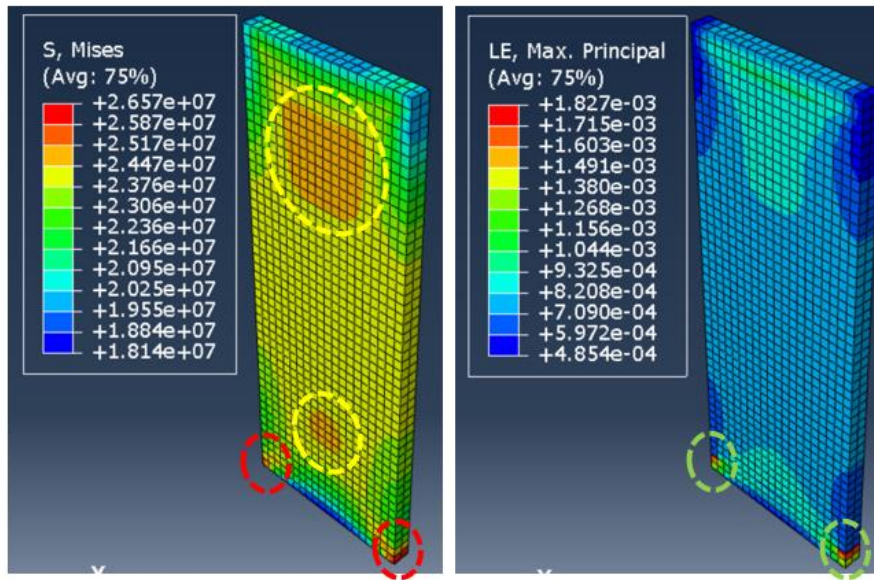 S, Mises
(Avg: 75%)
+2.657e+07
+2.587e+07
+2.517e+07
+2.447e+07
+2.376e+07
+2.306e+07
+2.236e+07
+2.166e+07
+2.095e+07
+2.025e+07
+1.955e+07
+1.884e+07
+1.814e+07
LE, Max. Principal
(Avg: 75%)
+1.827e-03
+1.715e-03
+1.603e-03
+1.491e-03
+1.380e-03
+1.268e-03
+1.156e-03
+1.044e-03
+9.325e-04
+8.208e-04
+7.090e-04
+5.972e-04
+4.854e-04